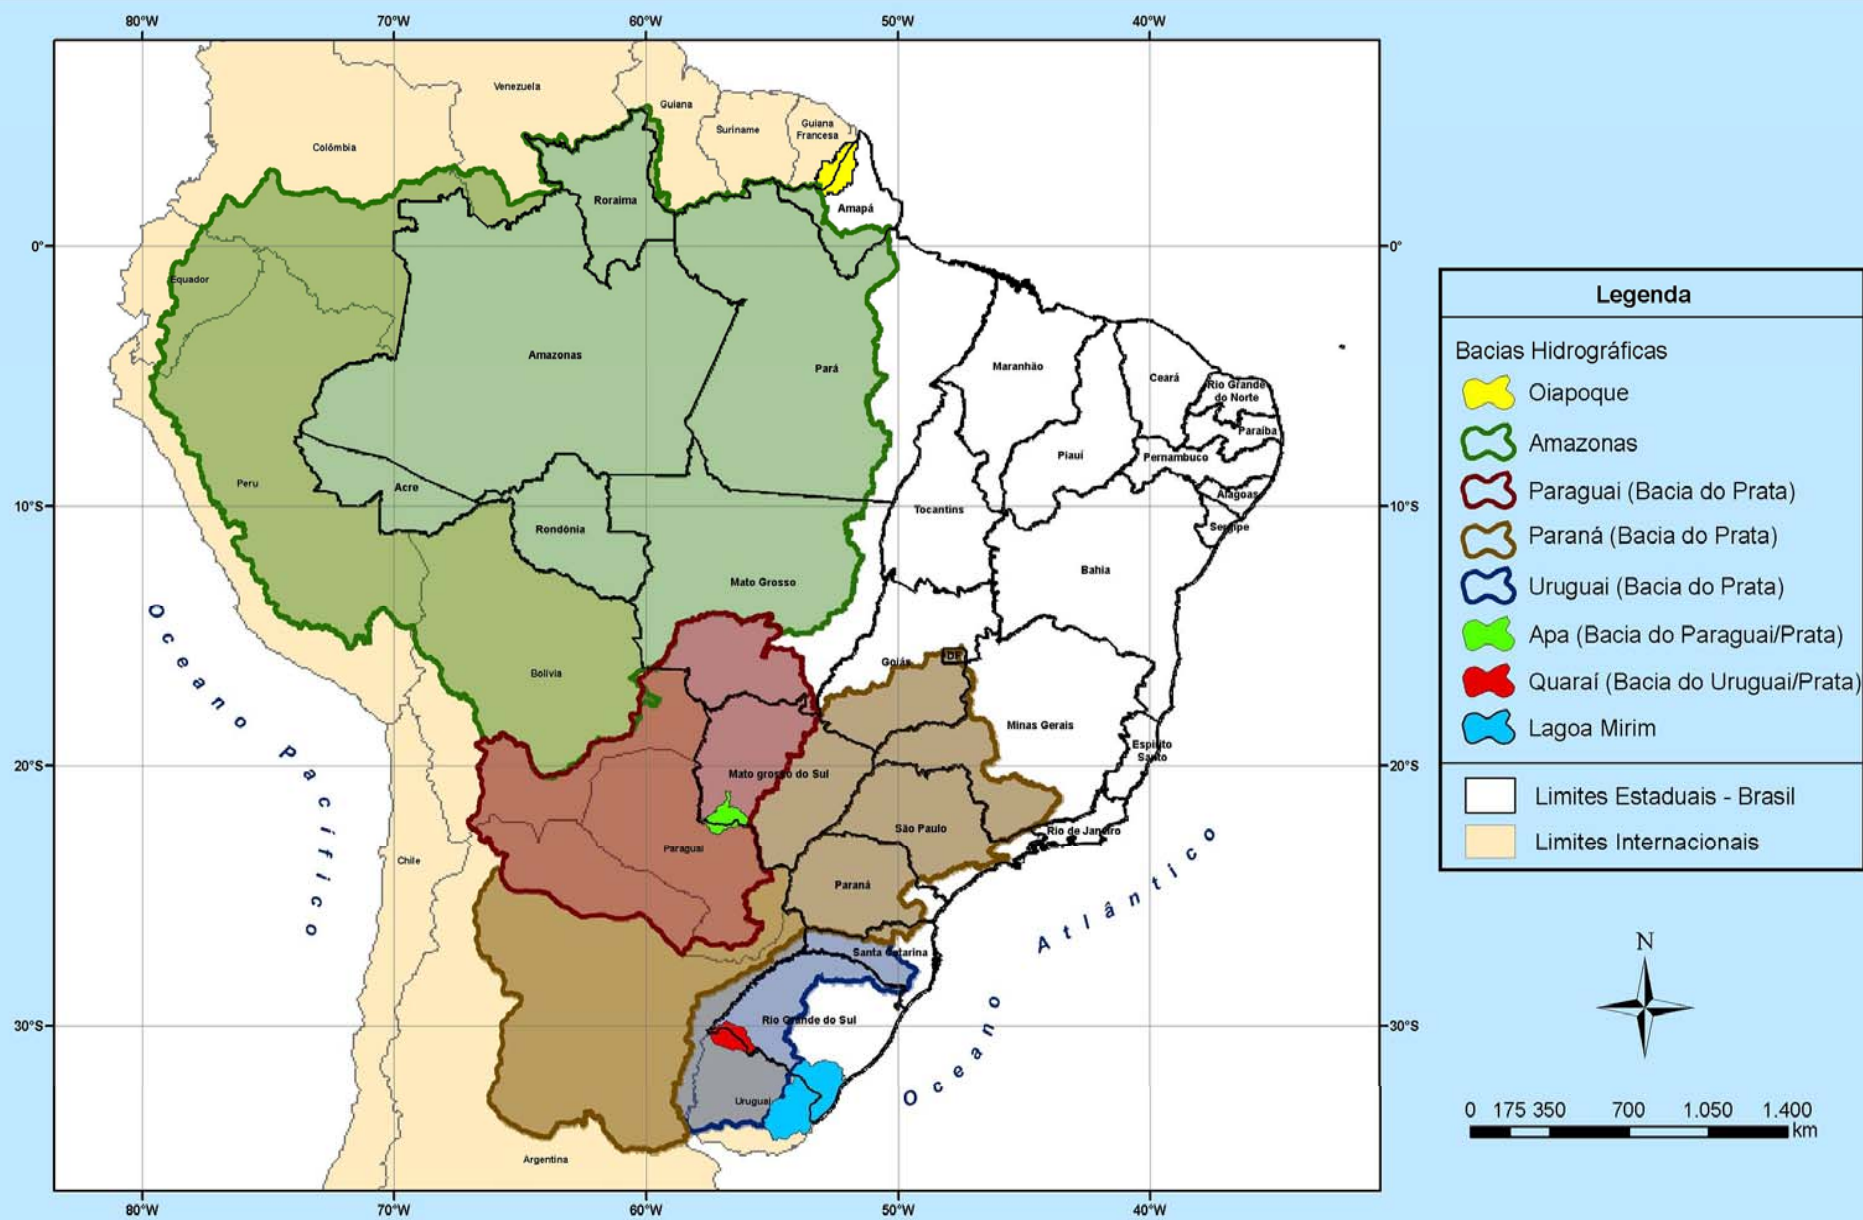 80°W 70°W 60°W 50°W 40°W
Venezuela
Guiana
Suriname
Guiana
Francesa
Colômbia
Roraima
Amapá
0° 0°
Equador
Amazonas
Pará
Maranhão
Ceará
Rio Grande
do Norte
Paraíba
Piauí
Pernambuco
Peru
Acre
Alagoas
10°S 10°S
Tocantins
Sergipe
Rondônia
Mato Grosso
Bahia
Bolívia
Goiás
DF
Minas Gerais
Espírito
Santo
20°S 20°S
Mato grosso do Sul
São Paulo
Rio de Janeiro
Paraguai
Chile
Paraná
Santa Catarina
Rio Grande do Sul
30°S 30°S
Uruguai
Argentina
Oceano Pacífico
Oceano Atlântico
80°W 70°W 60°W 50°W 40°W
Legenda
Bacias Hidrográficas
Oiapoque
Amazonas
Paraguai (Bacia do Prata)
Paraná (Bacia do Prata)
Uruguai (Bacia do Prata)
Apa (Bacia do Paraguai/Prata)
Quaraí (Bacia do Uruguai/Prata)
Lagoa Mirim
Limites Estaduais - Brasil
Limites Internacionais
N
0 175 350 700 1.050 1.400
km